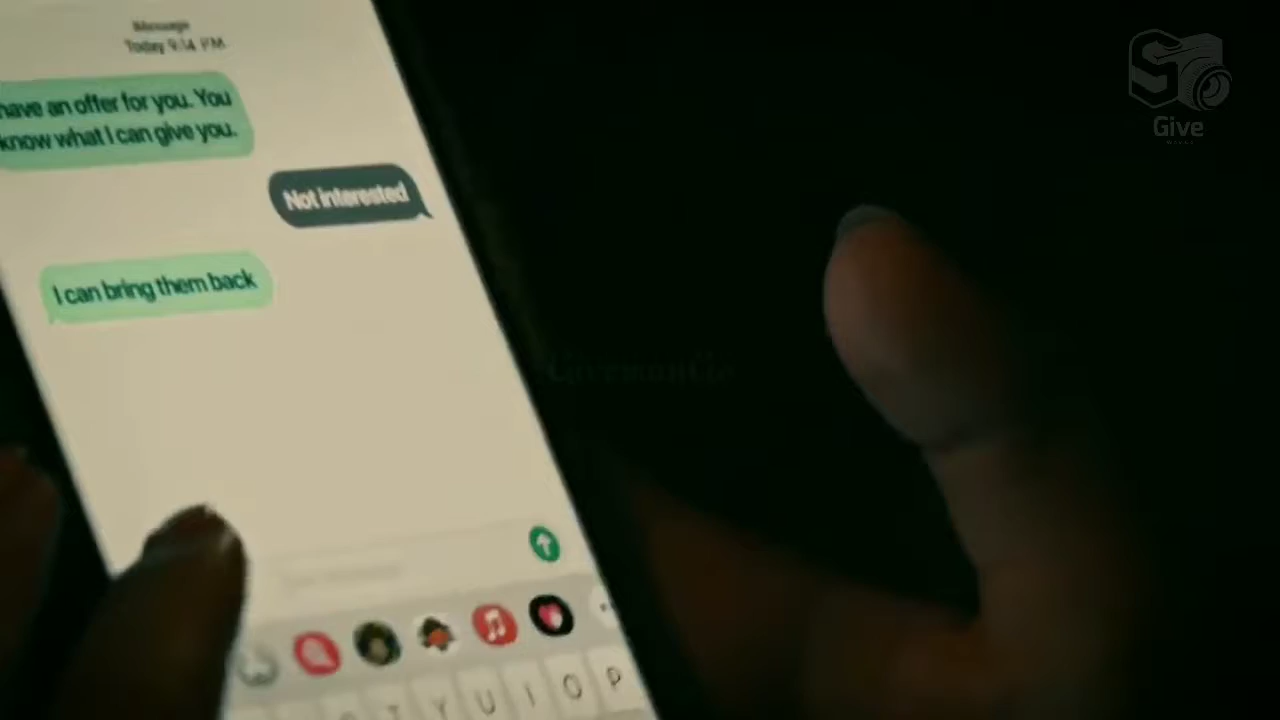 Message
Today 9:14 PM
have an offer for you. You
know what I can give you.
Not interested
I can bring them back
T Y U I O P
Give